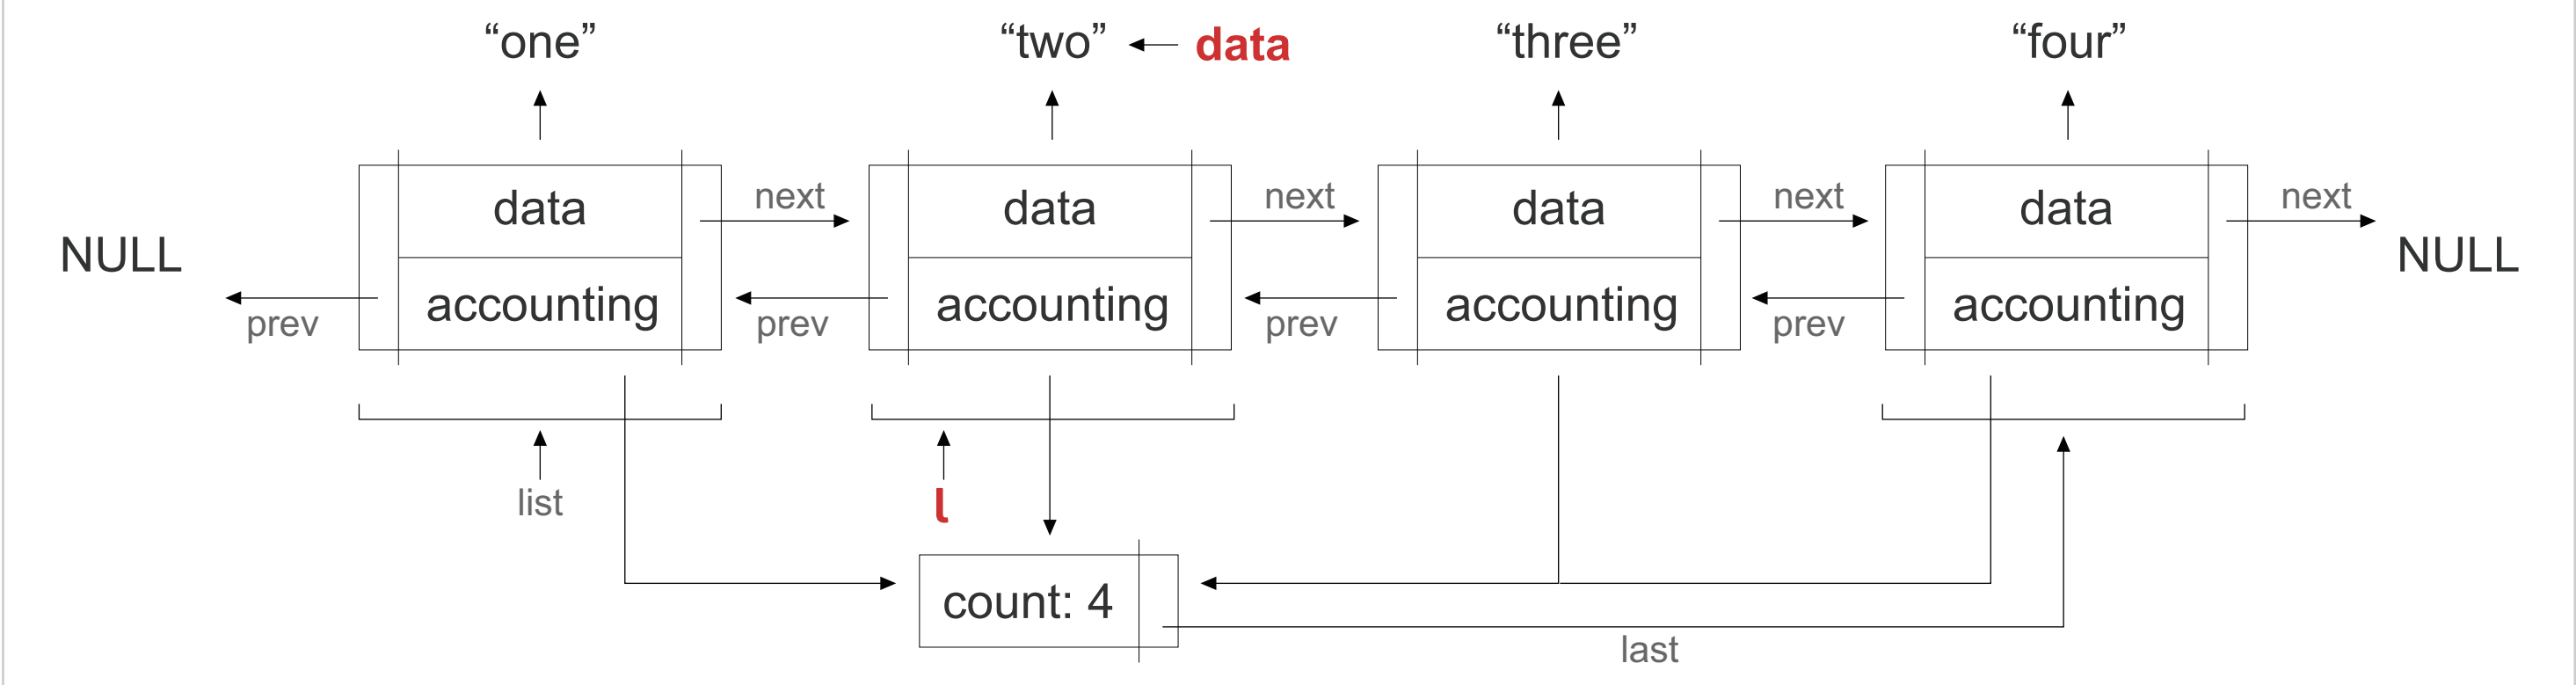 “one” “two” data “three” “four”
data next data next data next data next
NULL NULL
prev accounting prev accounting prev accounting prev accounting
list l
count: 4
last